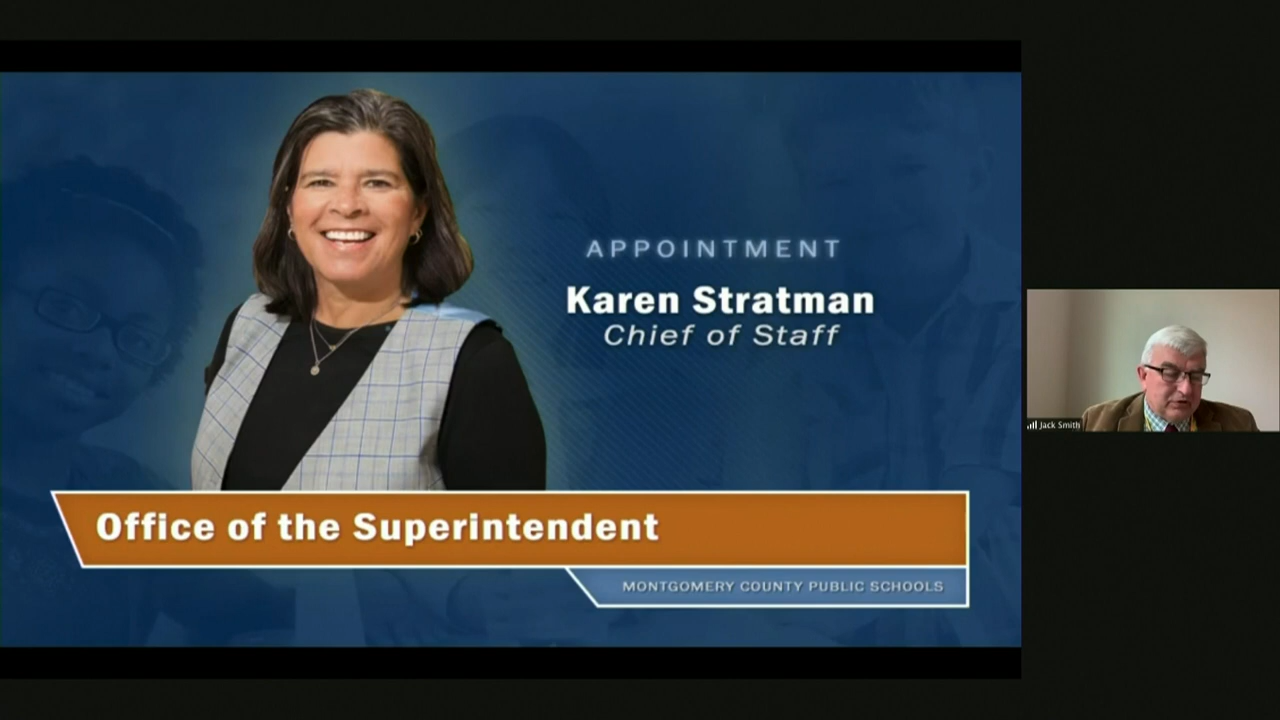 APPOINTMENT
Karen Stratman
Chief of Staff
Office of the Superintendent
MONTGOMERY COUNTY PUBLIC SCHOOLS
Jack Smith